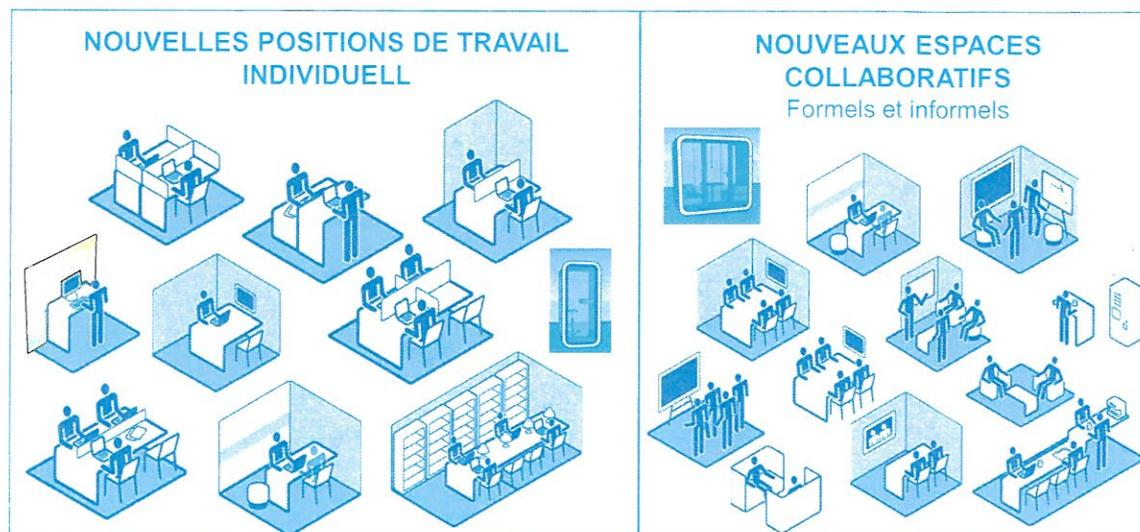 NOUVELLES POSITIONS DE TRAVAIL
INDIVIDUELL
NOUVEAUX ESPACES
COLLABORATIFS
Formels et informels